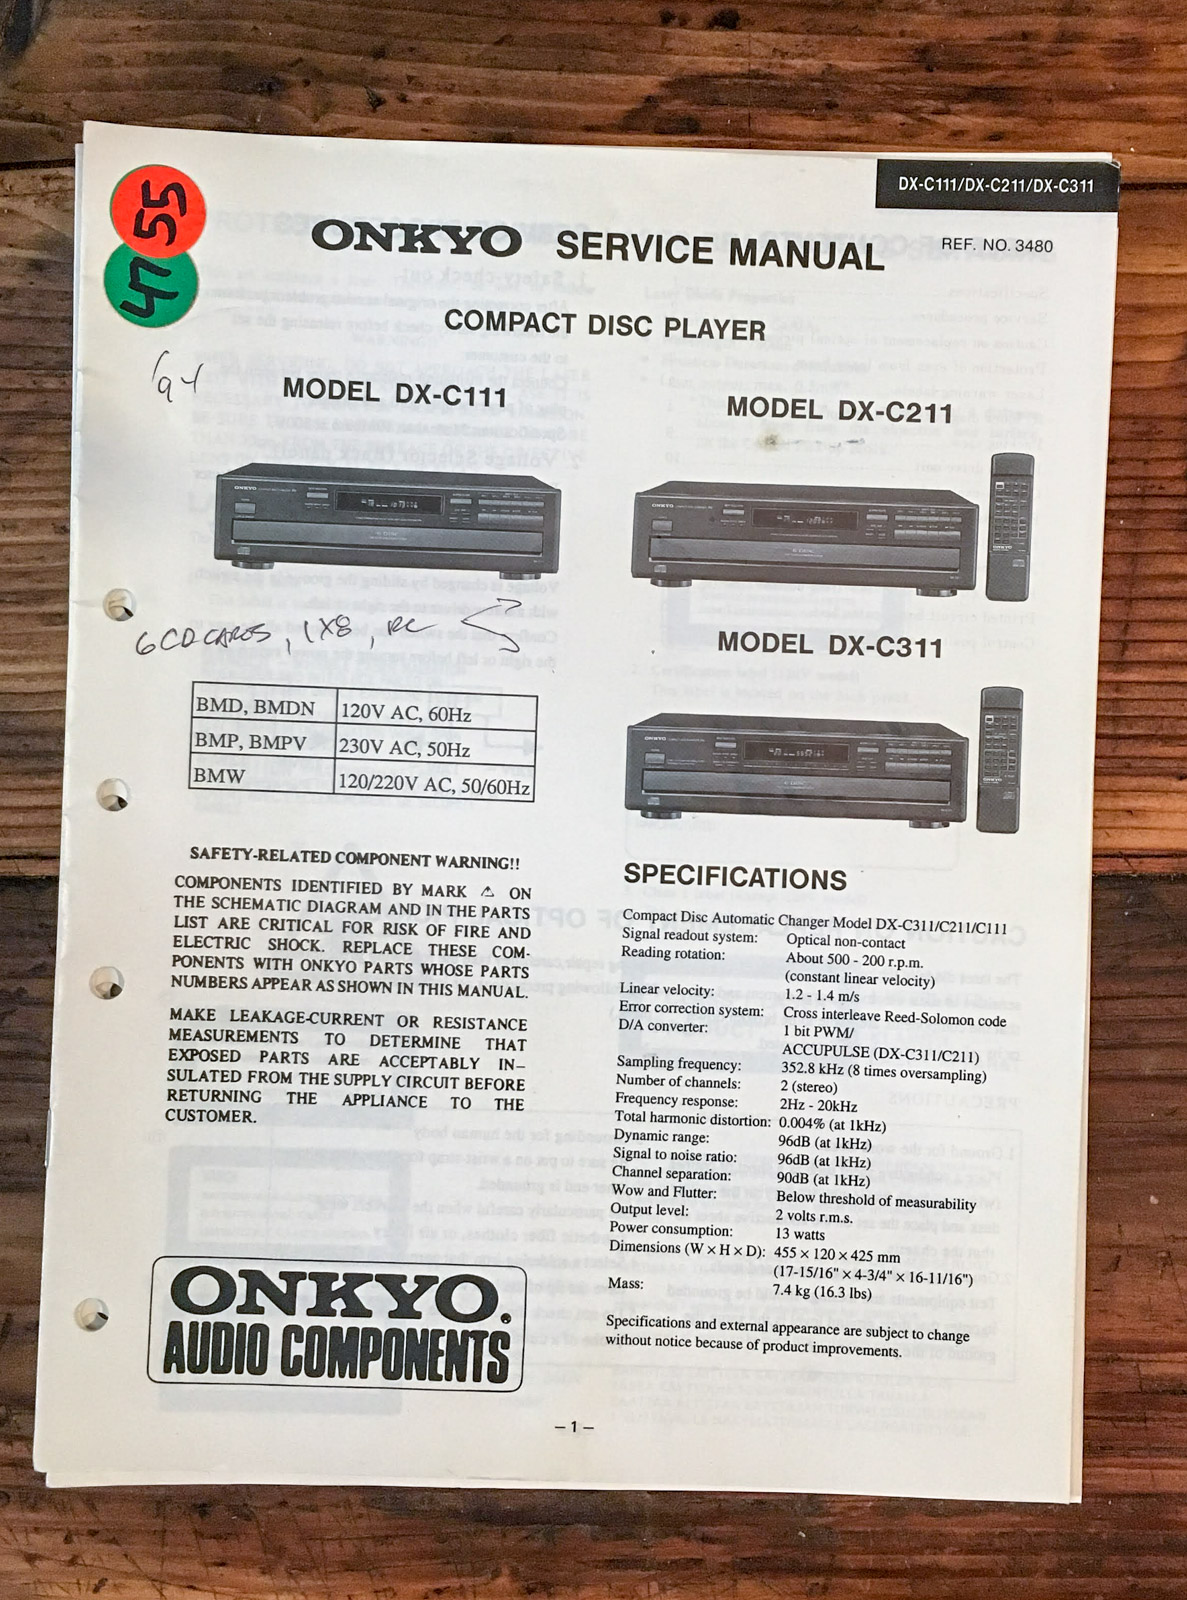 DX-C111/DX-C211/DX-C311
55
47
ONKYO SERVICE MANUAL
REF. NO. 3480
COMPACT DISC PLAYER
'94
MODEL DX-C111
MODEL DX-C211
ONKYO
ONKYO
ONKYO
6 CD CAROS, 1X8, RC
MODEL DX-C311
ONKYO
ONKYO
BMD, BMDN 120V AC, 60Hz
BMP, BMPV 230V AC, 50Hz
BMW 120/220V AC, 50/60Hz
SAFETY-RELATED COMPONENT WARNING!!
COMPONENTS IDENTIFIED BY MARK ⚠ ON
THE SCHEMATIC DIAGRAM AND IN THE PARTS
LIST ARE CRITICAL FOR RISK OF FIRE AND
ELECTRIC SHOCK. REPLACE THESE COM-
PONENTS WITH ONKYO PARTS WHOSE PARTS
NUMBERS APPEAR AS SHOWN IN THIS MANUAL.
MAKE LEAKAGE-CURRENT OR RESISTANCE
MEASUREMENTS TO DETERMINE THAT
EXPOSED PARTS ARE ACCEPTABLY IN-
SULATED FROM THE SUPPLY CIRCUIT BEFORE
RETURNING THE APPLIANCE TO THE
CUSTOMER.
SPECIFICATIONS
Compact Disc Automatic Changer Model DX-C311/C211/C111
Signal readout system: Optical non-contact
Reading rotation: About 500 - 200 r.p.m.
(constant linear velocity)
Linear velocity: 1.2 - 1.4 m/s
Error correction system: Cross interleave Reed-Solomon code
D/A converter: 1 bit PWM/
ACCUPULSE (DX-C311/C211)
Sampling frequency: 352.8 kHz (8 times oversampling)
Number of channels: 2 (stereo)
Frequency response: 2Hz - 20kHz
Total harmonic distortion: 0.004% (at 1kHz)
Dynamic range: 96dB (at 1kHz)
Signal to noise ratio: 96dB (at 1kHz)
Channel separation: 90dB (at 1kHz)
Wow and Flutter: Below threshold of measurability
Output level: 2 volts r.m.s.
Power consumption: 13 watts
Dimensions (W × H × D): 455 × 120 × 425 mm
(17-15/16" × 4-3/4" × 16-11/16")
Mass: 7.4 kg (16.3 lbs)
Specifications and external appearance are subject to change
without notice because of product improvements.
ONKYO®
AUDIO COMPONENTS
– 1 –